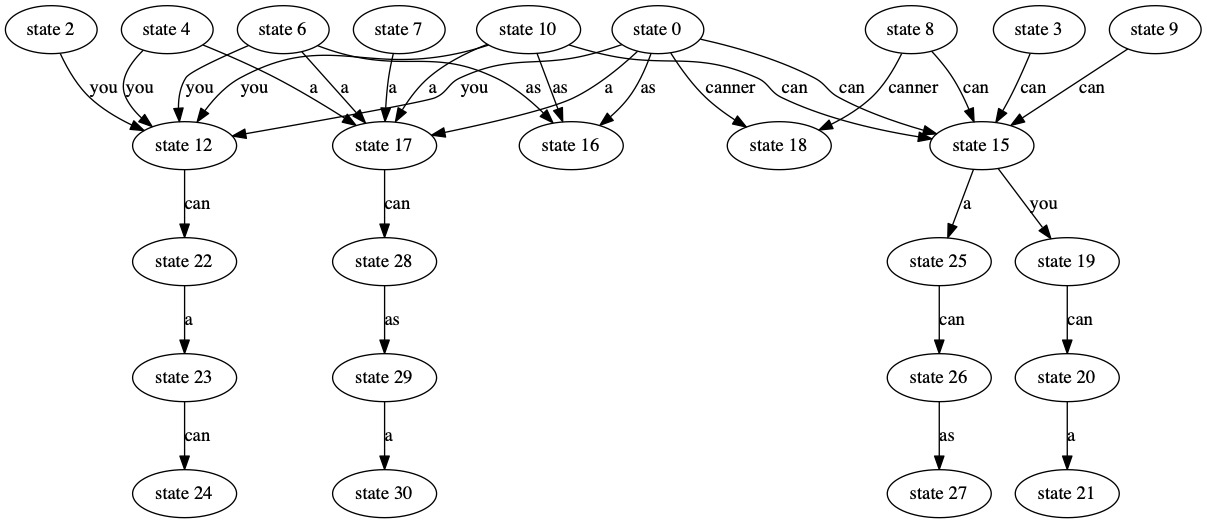 state 2 state 4 state 6 state 7 state 10 state 0 state 8 state 3 state 9
you you you you a a a a you as as as a canner can can canner can can can
state 12 state 17 state 16 state 18 state 15
can can a you
state 22 state 28 state 25 state 19
a as can can
state 23 state 29 state 26 state 20
can a as a
state 24 state 30 state 27 state 21